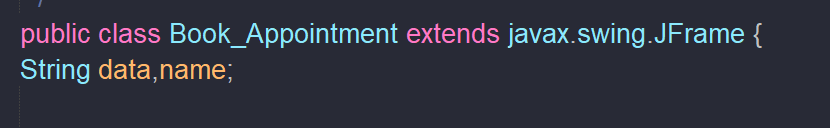 public class Book_Appointment extends javax.swing.JFrame {
String data,name;